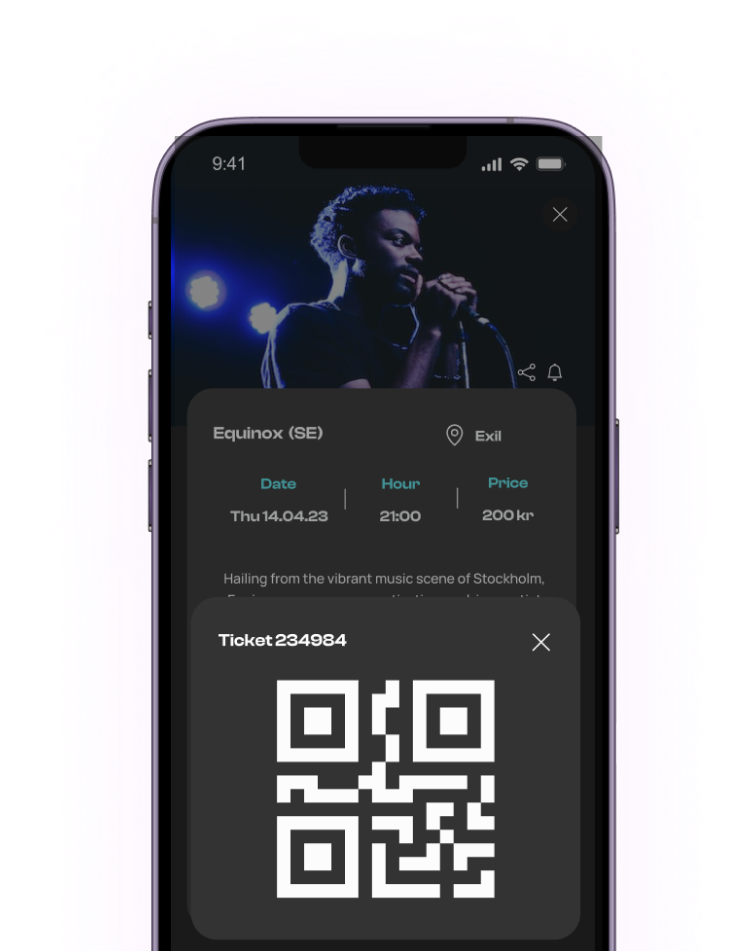 9:41
Equinox (SE)
Exil
Date Hour Price
Thu 14.04.23 21:00 200 kr
Hailing from the vibrant music scene of Stockholm,
Ticket 234984